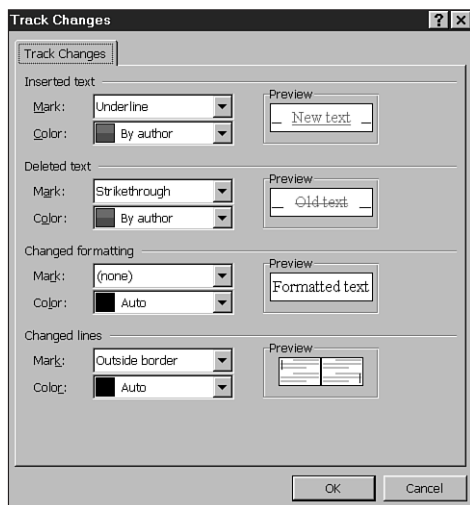 Track Changes
Track Changes
Inserted text
Mark: Underline
Color: By author
Preview
New text
Deleted text
Mark: Strikethrough
Color: By author
Preview
Old text
Changed formatting
Mark: (none)
Color: Auto
Preview
Formatted text
Changed lines
Mark: Outside border
Color: Auto
Preview
OK Cancel